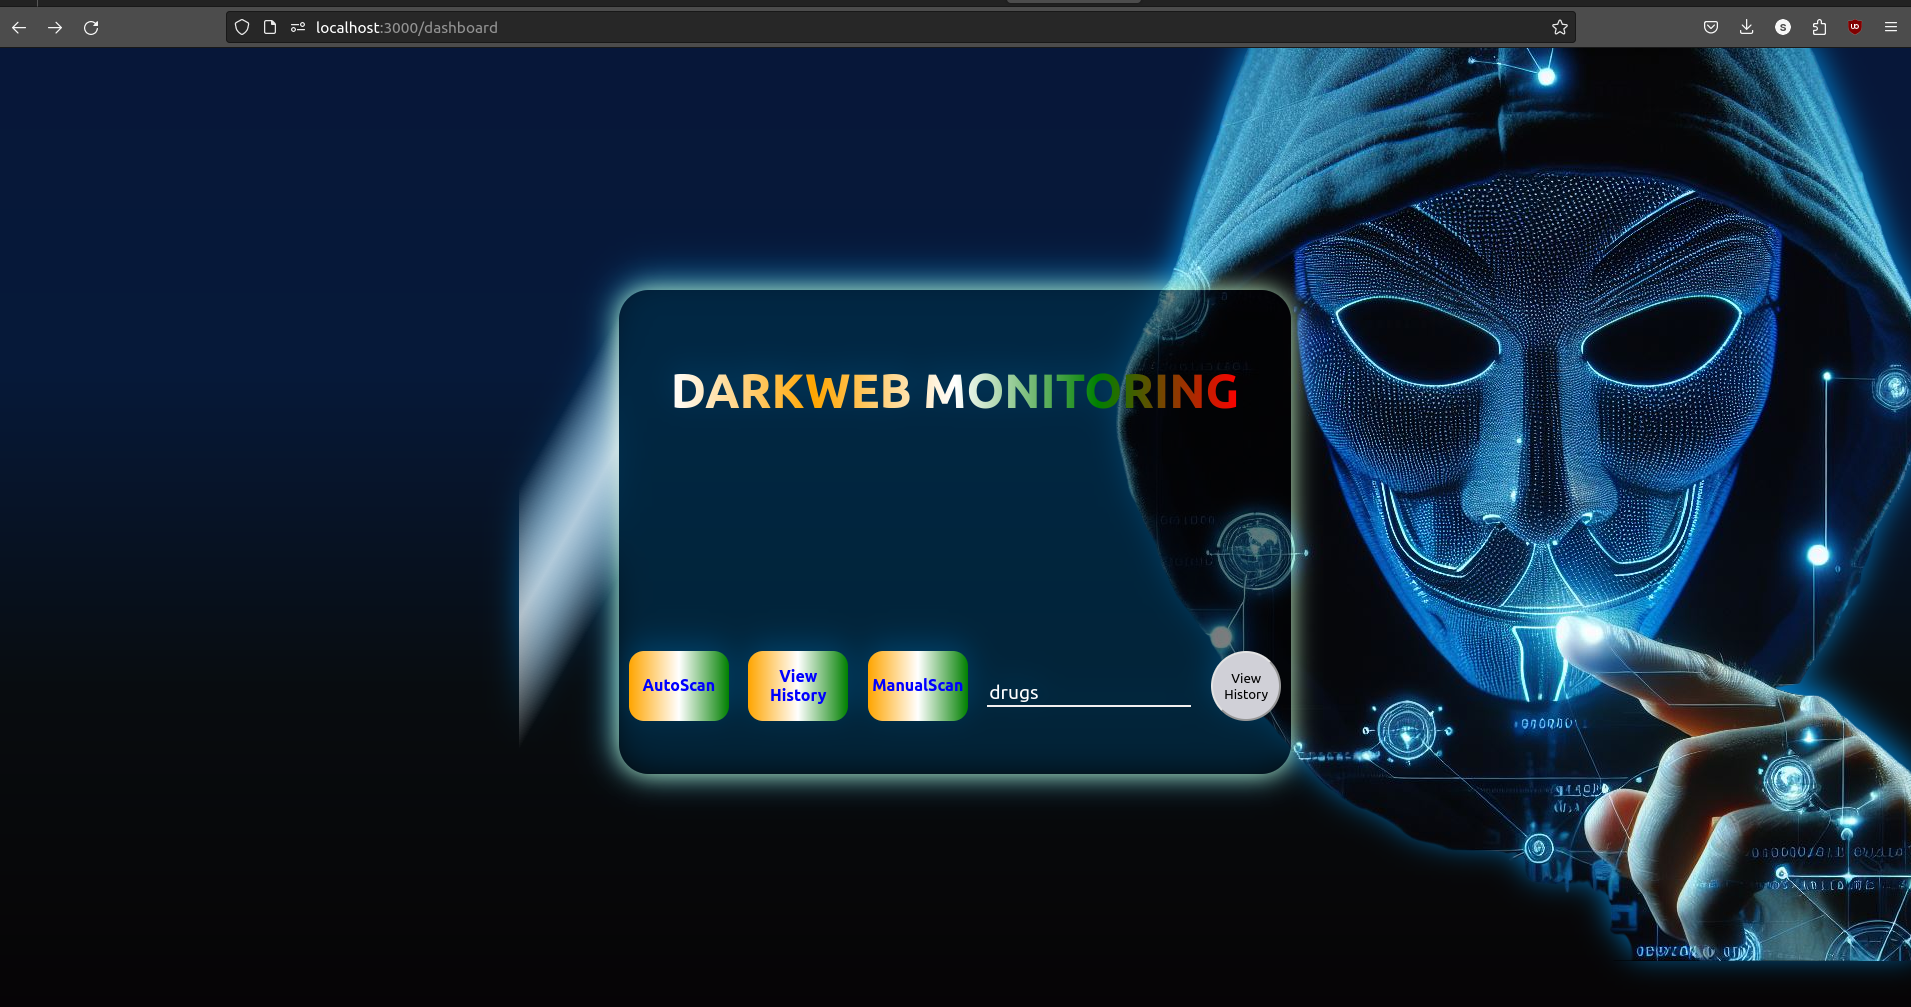 localhost:3000/dashboard
S
DARKWEB MONITORING
AutoScan
View
History
ManualScan
drugs
View
History